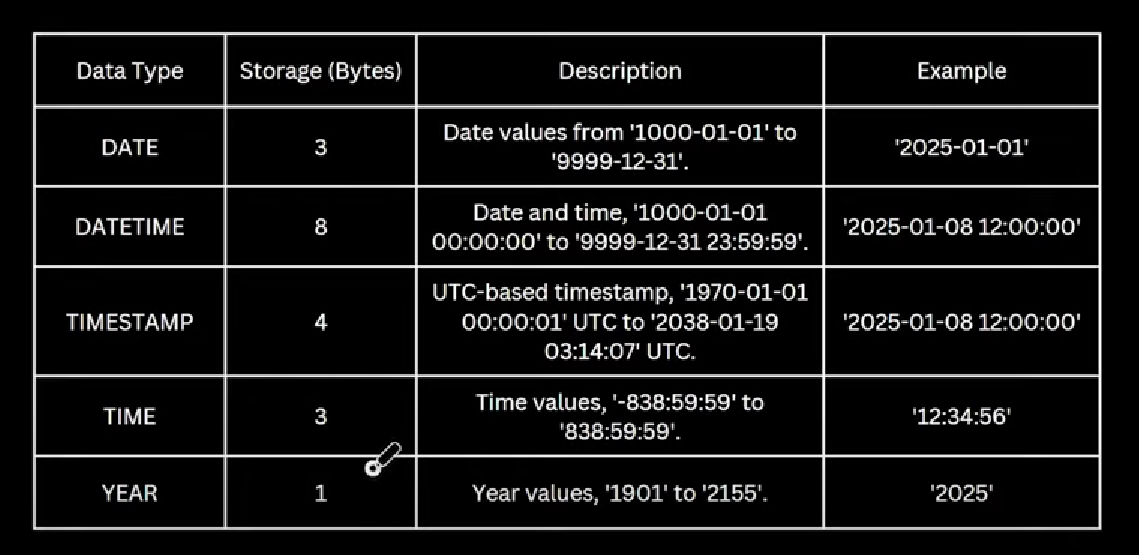 Data Type
Storage (Bytes)
Description
Example
DATE
3
Date values from '1000-01-01' to
'9999-12-31'.
'2025-01-01'
DATETIME
8
Date and time, '1000-01-01
00:00:00' to '9999-12-31 23:59:59'.
'2025-01-08 12:00:00'
TIMESTAMP
4
UTC-based timestamp, '1970-01-01
00:00:01' UTC to '2038-01-19
03:14:07' UTC.
'2025-01-08 12:00:00'
TIME
3
Time values, '-838:59:59' to
'838:59:59'.
'12:34:56'
YEAR
1
Year values, '1901' to '2155'.
'2025'